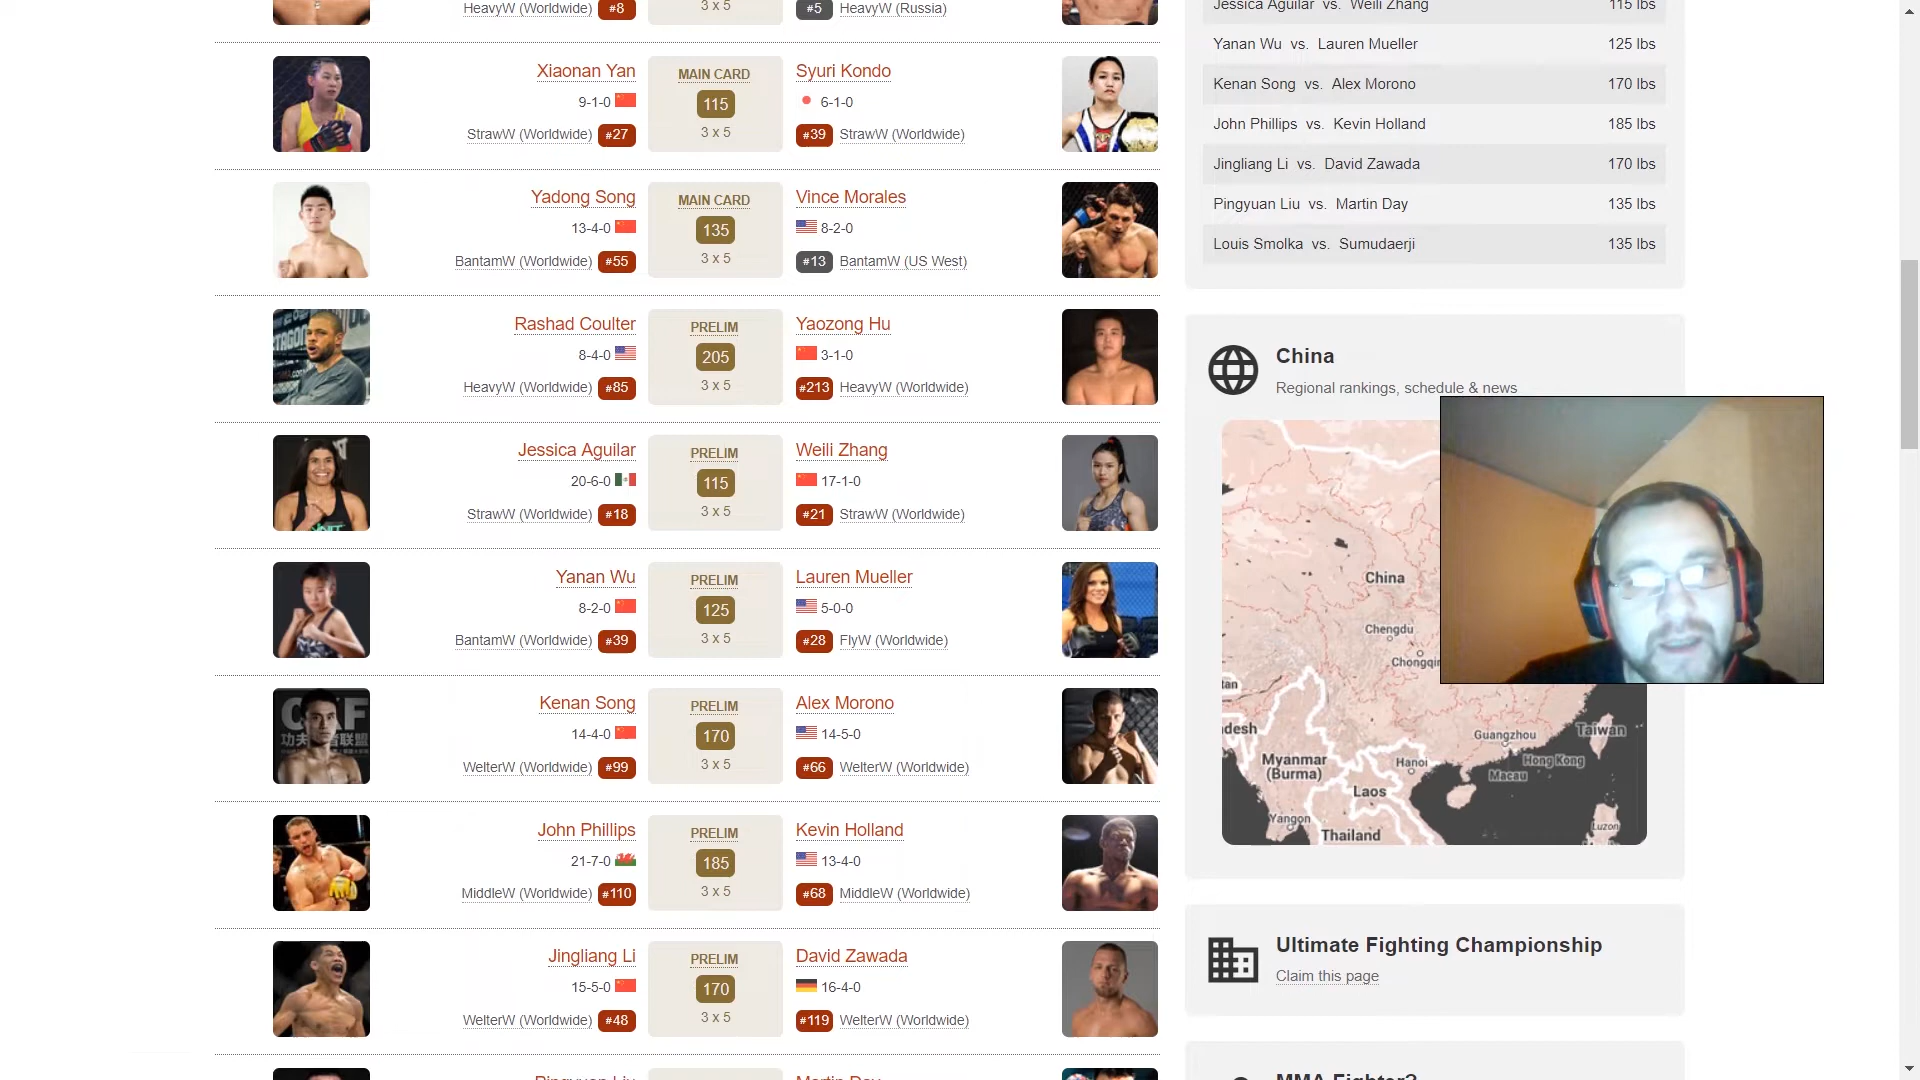 HeavyW (Worldwide) #8
3 x 5
#5 HeavyW (Russia)
Xiaonan Yan
9-1-0
StrawW (Worldwide) #27
MAIN CARD
115
3 x 5
Syuri Kondo
6-1-0
#39 StrawW (Worldwide)
Yadong Song
13-4-0
BantamW (Worldwide) #55
MAIN CARD
135
3 x 5
Vince Morales
8-2-0
#13 BantamW (US West)
Rashad Coulter
8-4-0
HeavyW (Worldwide) #85
PRELIM
205
3 x 5
Yaozong Hu
3-1-0
#213 HeavyW (Worldwide)
Jessica Aguilar
20-6-0
StrawW (Worldwide) #18
PRELIM
115
3 x 5
Weili Zhang
17-1-0
#21 StrawW (Worldwide)
Yanan Wu
8-2-0
BantamW (Worldwide) #39
PRELIM
125
3 x 5
Lauren Mueller
5-0-0
#28 FlyW (Worldwide)
Kenan Song
14-4-0
WelterW (Worldwide) #99
PRELIM
170
3 x 5
Alex Morono
14-5-0
#66 WelterW (Worldwide)
John Phillips
21-7-0
MiddleW (Worldwide) #110
PRELIM
185
3 x 5
Kevin Holland
13-4-0
#68 MiddleW (Worldwide)
Jingliang Li
15-5-0
WelterW (Worldwide) #48
PRELIM
170
3 x 5
David Zawada
16-4-0
#119 WelterW (Worldwide)
Pingyuan Liu
Martin Day
Jessica Aguilar vs. Weili Zhang 115 lbs
Yanan Wu vs. Lauren Mueller 125 lbs
Kenan Song vs. Alex Morono 170 lbs
John Phillips vs. Kevin Holland 185 lbs
Jingliang Li vs. David Zawada 170 lbs
Pingyuan Liu vs. Martin Day 135 lbs
Louis Smolka vs. Sumudaerji 135 lbs
China
Regional rankings, schedule & news
China
Chengdu
Chongqin
Guangzhou
Taiwan
Hong Kong
Macau
Myanmar
(Burma)
Hanoi
Laos
Yangon
Thailand
Luzon
Ultimate Fighting Championship
Claim this page
MMA Fighter?